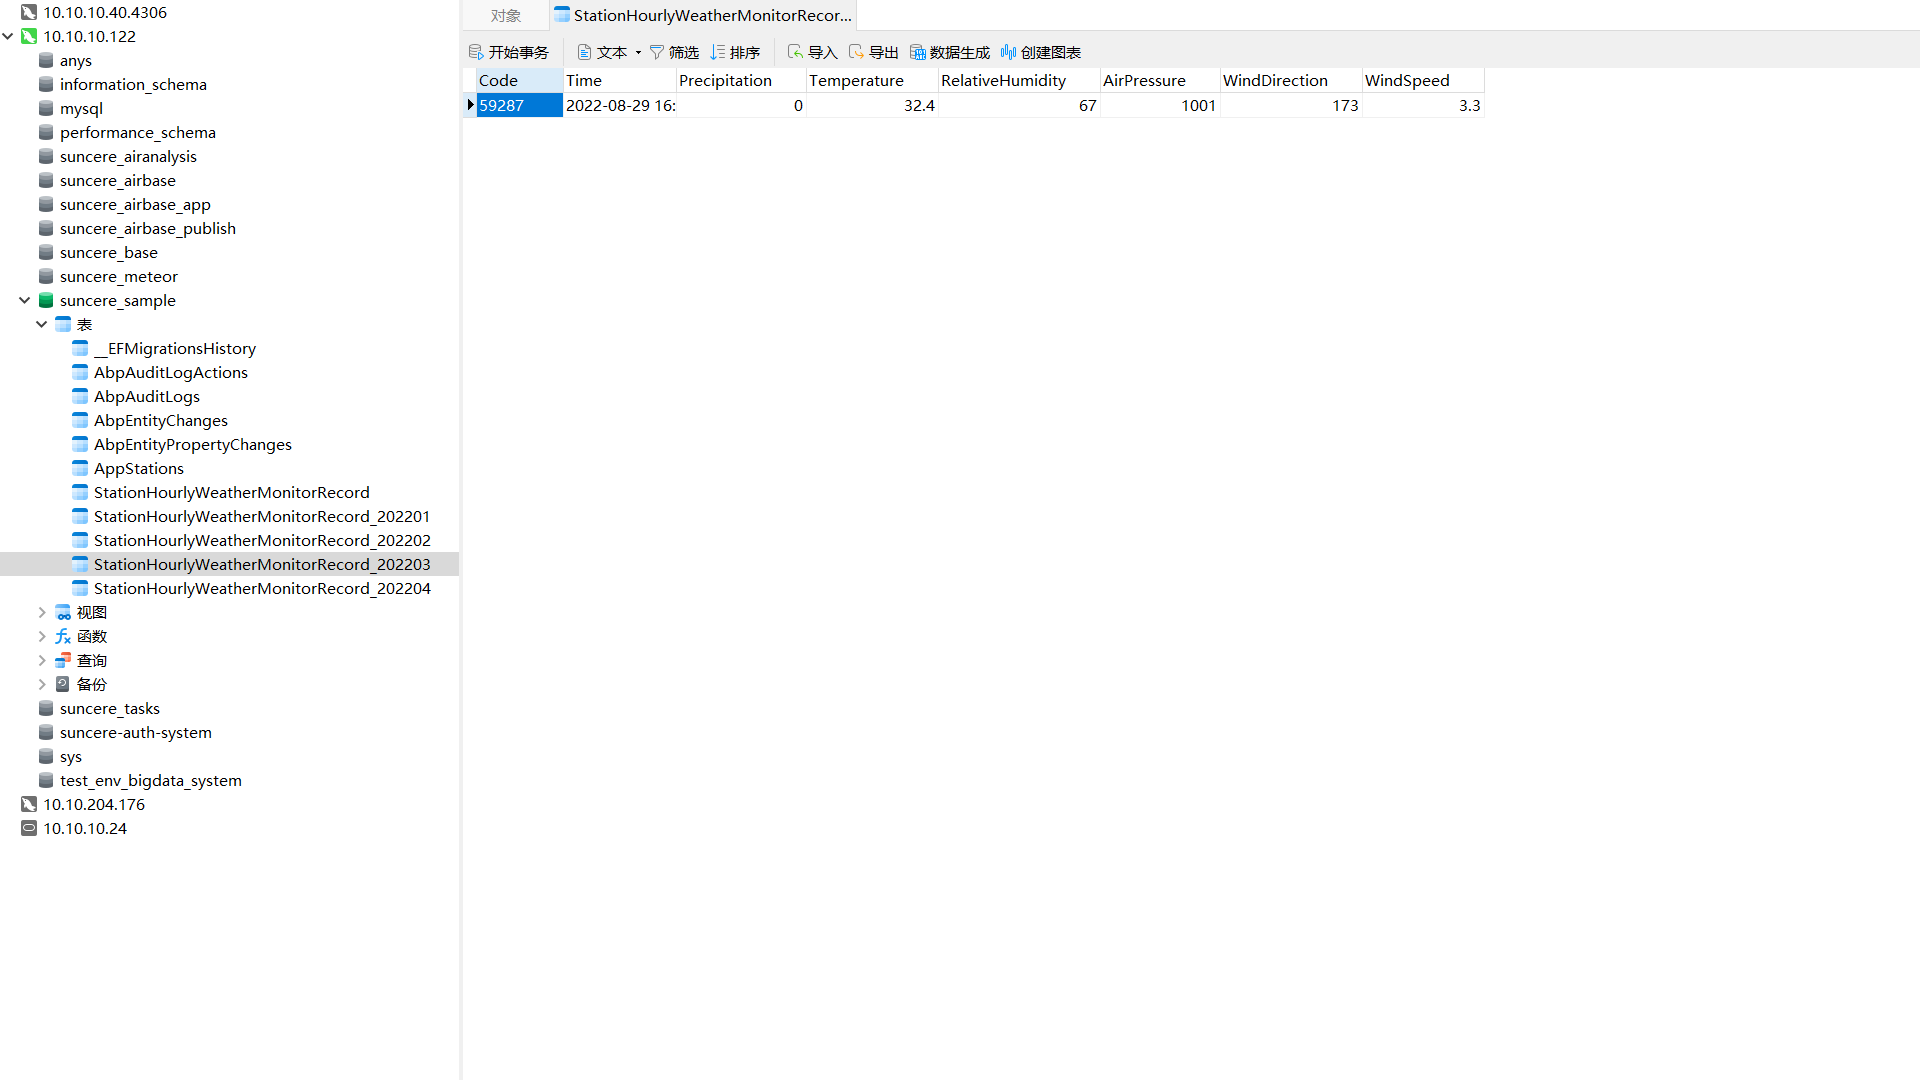 10.10.10.40.4306
10.10.10.122
anys
information_schema
mysql
performance_schema
suncere_airanalysis
suncere_airbase
suncere_airbase_app
suncere_airbase_publish
suncere_base
suncere_meteor
suncere_sample
表
__EFMigrationsHistory
AbpAuditLogActions
AbpAuditLogs
AbpEntityChanges
AbpEntityPropertyChanges
AppStations
StationHourlyWeatherMonitorRecord
StationHourlyWeatherMonitorRecord_202201
StationHourlyWeatherMonitorRecord_202202
StationHourlyWeatherMonitorRecord_202203
StationHourlyWeatherMonitorRecord_202204
视图
函数
查询
备份
suncere_tasks
suncere-auth-system
sys
test_env_bigdata_system
10.10.204.176
10.10.10.24
对象 StationHourlyWeatherMonitorRecor...
开始事务 文本 筛选 排序 导入 导出 数据生成 创建图表
Code Time Precipitation Temperature RelativeHumidity AirPressure WindDirection WindSpeed
59287 2022-08-29 16: 0 32.4 67 1001 173 3.3